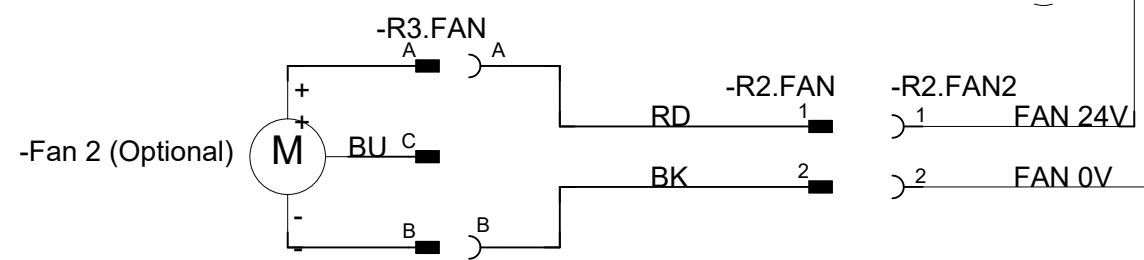 -R3.FAN
A
A
-R2.FAN
-R2.FAN2
+
+
RD
1
1
FAN 24V
-Fan 2 (Optional)
M
BU
C
BK
2
2
FAN 0V
-
-
B
B